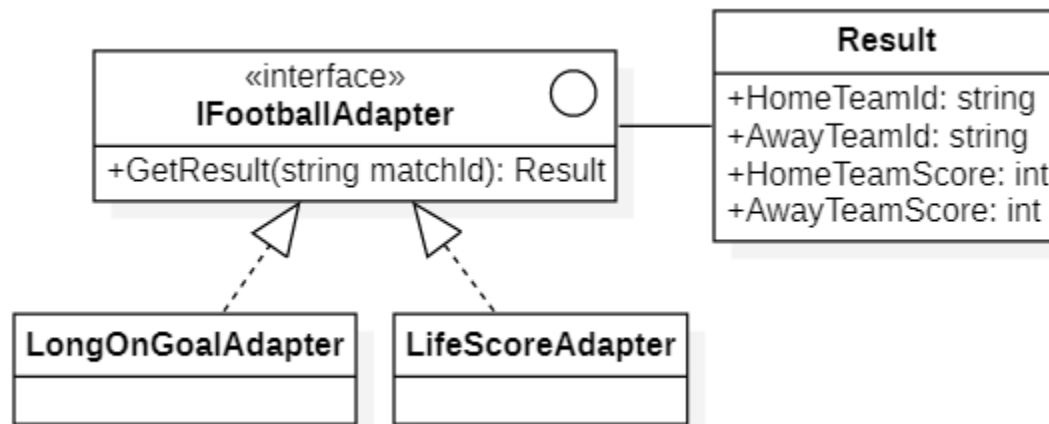 «interface»
IFootballAdapter
+GetResult(string matchId): Result
Result
+HomeTeamId: string
+AwayTeamId: string
+HomeTeamScore: int
+AwayTeamScore: int
LongOnGoalAdapter
LifeScoreAdapter